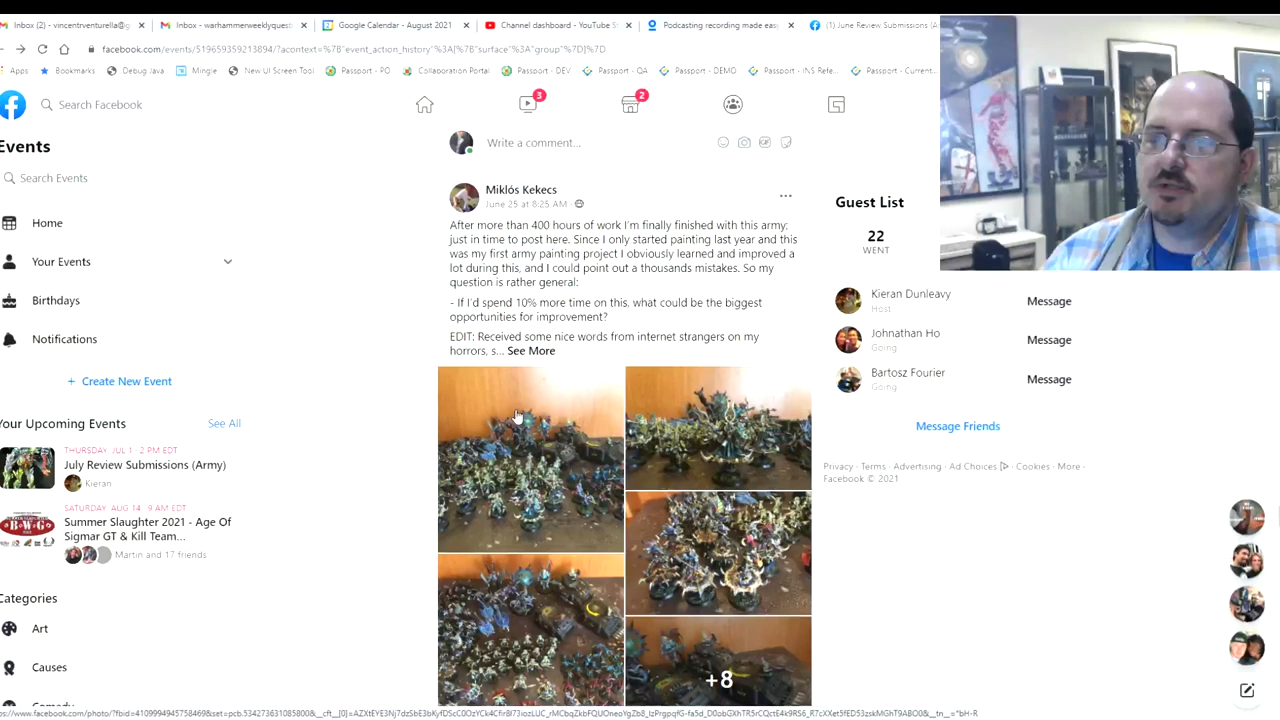 Inbox (2) - vincentrventurella@g
Inbox - warhammerweeklyquest
Google Calendar - August 2021
Channel dashboard - YouTube S
Podcasting recording made easy
(1) June Review Submissions (Ar
facebook.com/events/519659359213894/?acontext=%7B"event_action_history"%3A[%7B"surface"%3A"group"%7D]%7D
Apps
Bookmarks
Debug Java
Mingle
New UI Screen Tool
Passport - PO
Collaboration Portal
Passport - DEV
Passport - QA
Passport - DEMO
Passport - INS Refe...
Passport - Current...
Search Facebook
3
2
Events
Search Events
Home
Your Events
Birthdays
Notifications
+ Create New Event
Your Upcoming Events
See All
THURSDAY, JUL 1 · 2 PM EDT
July Review Submissions (Army)
Kieran
SATURDAY, AUG 14 · 9 AM EDT
Summer Slaughter 2021 - Age Of
Sigmar GT & Kill Team...
Martin and 17 friends
Categories
Art
Causes
Comedy
Write a comment...
Miklós Kekecs
June 25 at 8:25 AM ·
After more than 400 hours of work I'm finally finished with this army;
just in time to post here. Since I only started painting last year and this
was my first army painting project I obviously learned and improved a
lot during this, and I could point out a thousands mistakes. So my
question is rather general:
- If I'd spend 10% more time on this, what could be the biggest
opportunities for improvement?
EDIT: Received some nice words from internet strangers on my
horrors, s... See More
+8
Guest List
22
WENT
Kieran Dunleavy
Host
Message
Johnathan Ho
Going
Message
Bartosz Fourier
Going
Message
Message Friends
Privacy · Terms · Advertising · Ad Choices · Cookies · More ·
Facebook © 2021